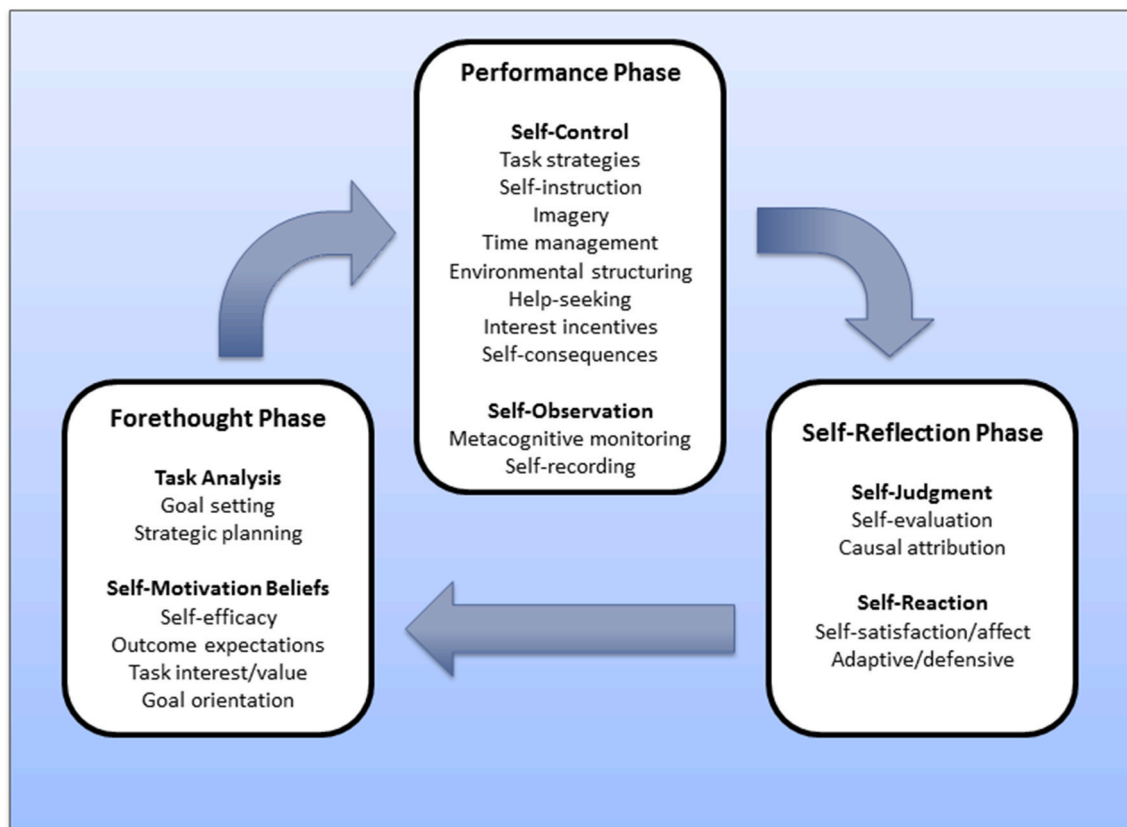 Performance Phase
Self-Control
Task strategies
Self-instruction
Imagery
Time management
Environmental structuring
Help-seeking
Interest incentives
Self-consequences
Self-Observation
Metacognitive monitoring
Self-recording
Forethought Phase
Task Analysis
Goal setting
Strategic planning
Self-Motivation Beliefs
Self-efficacy
Outcome expectations
Task interest/value
Goal orientation
Self-Reflection Phase
Self-Judgment
Self-evaluation
Causal attribution
Self-Reaction
Self-satisfaction/affect
Adaptive/defensive